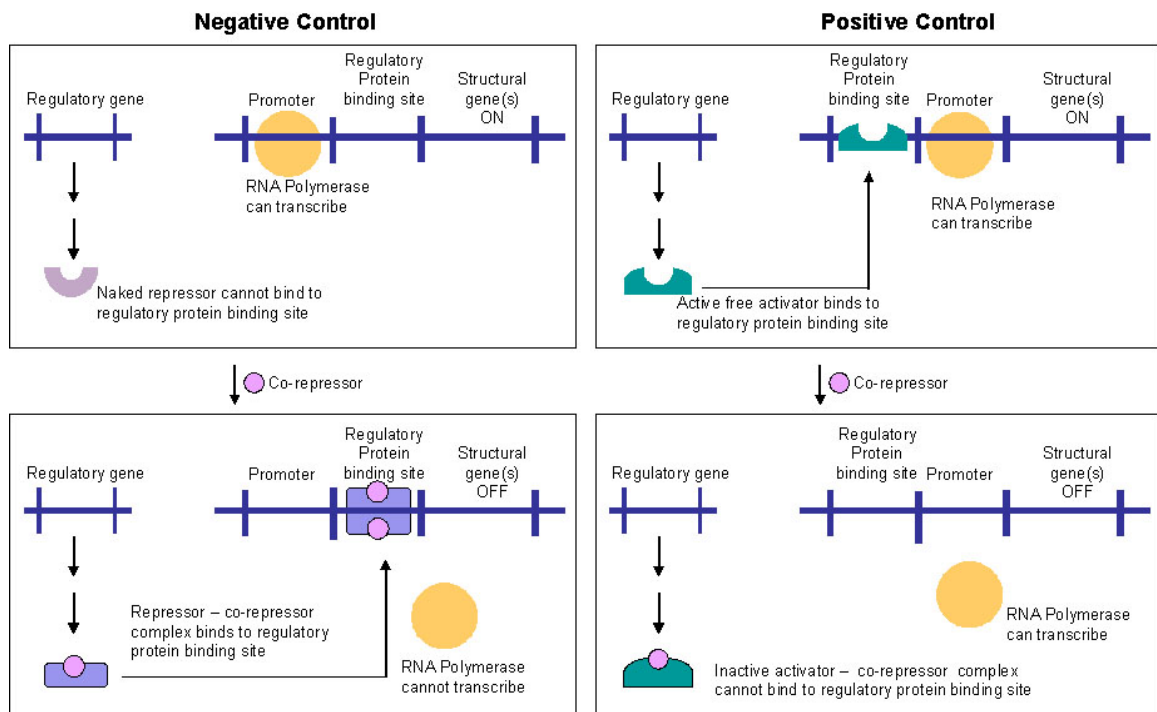 Negative Control
Regulatory gene
Promoter
Regulatory
Protein
binding site
Structural
gene(s)
ON
RNA Polymerase
can transcribe
Naked repressor cannot bind to
regulatory protein binding site
Co-repressor
Regulatory gene
Promoter
Regulatory
Protein
binding site
Structural
gene(s)
OFF
Repressor – co-repressor
complex binds to regulatory
protein binding site
RNA Polymerase
cannot transcribe
Positive Control
Regulatory gene
Regulatory
Protein
binding site
Promoter
Structural
gene(s)
ON
RNA Polymerase
can transcribe
Active free activator binds to
regulatory protein binding site
Co-repressor
Regulatory gene
Regulatory
Protein
binding site
Promoter
Structural
gene(s)
OFF
RNA Polymerase
can transcribe
Inactive activator – co-repressor complex
cannot bind to regulatory protein binding site